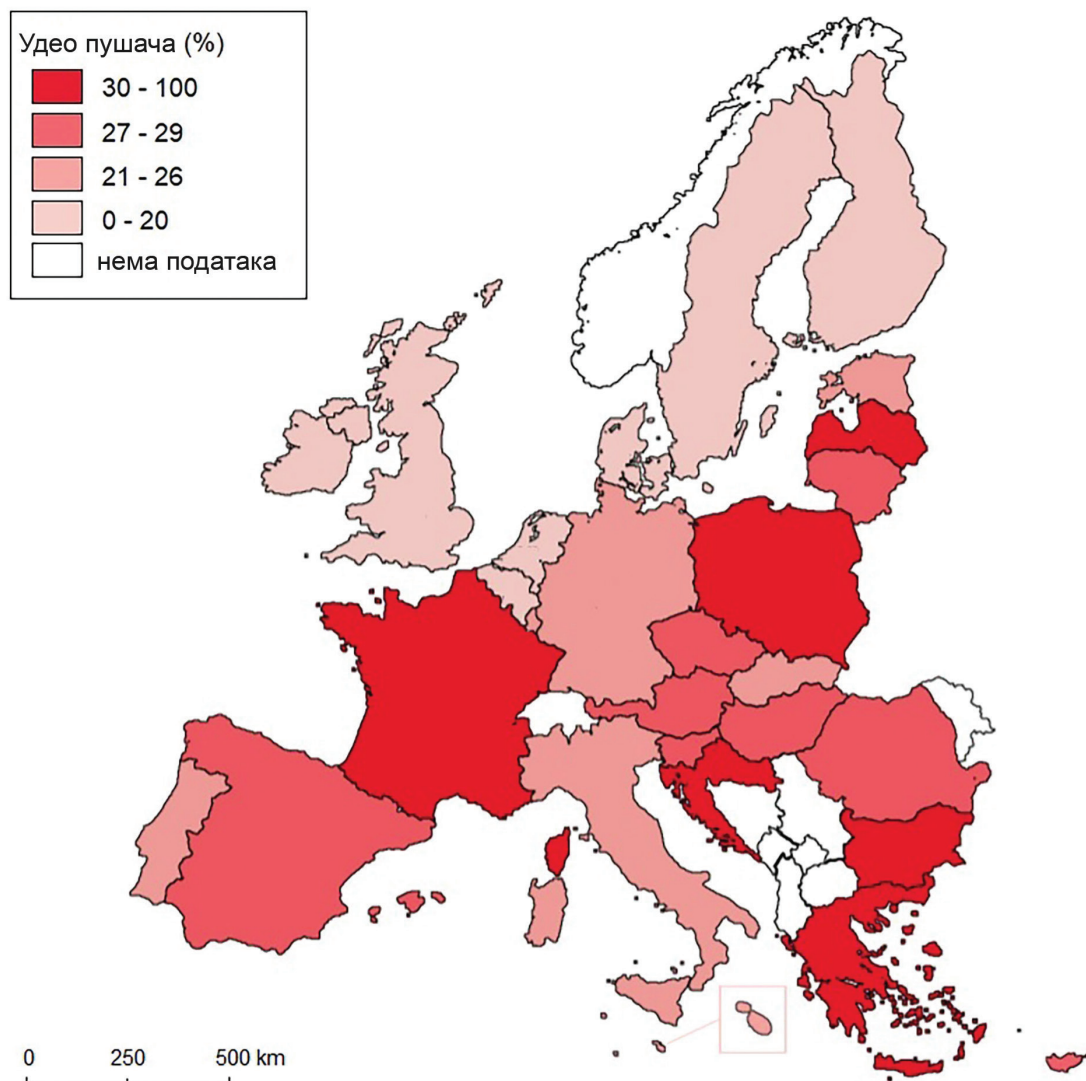 Удео пушача (%)
30 - 100
27 - 29
21 - 26
0 - 20
нема података
0 250 500 km